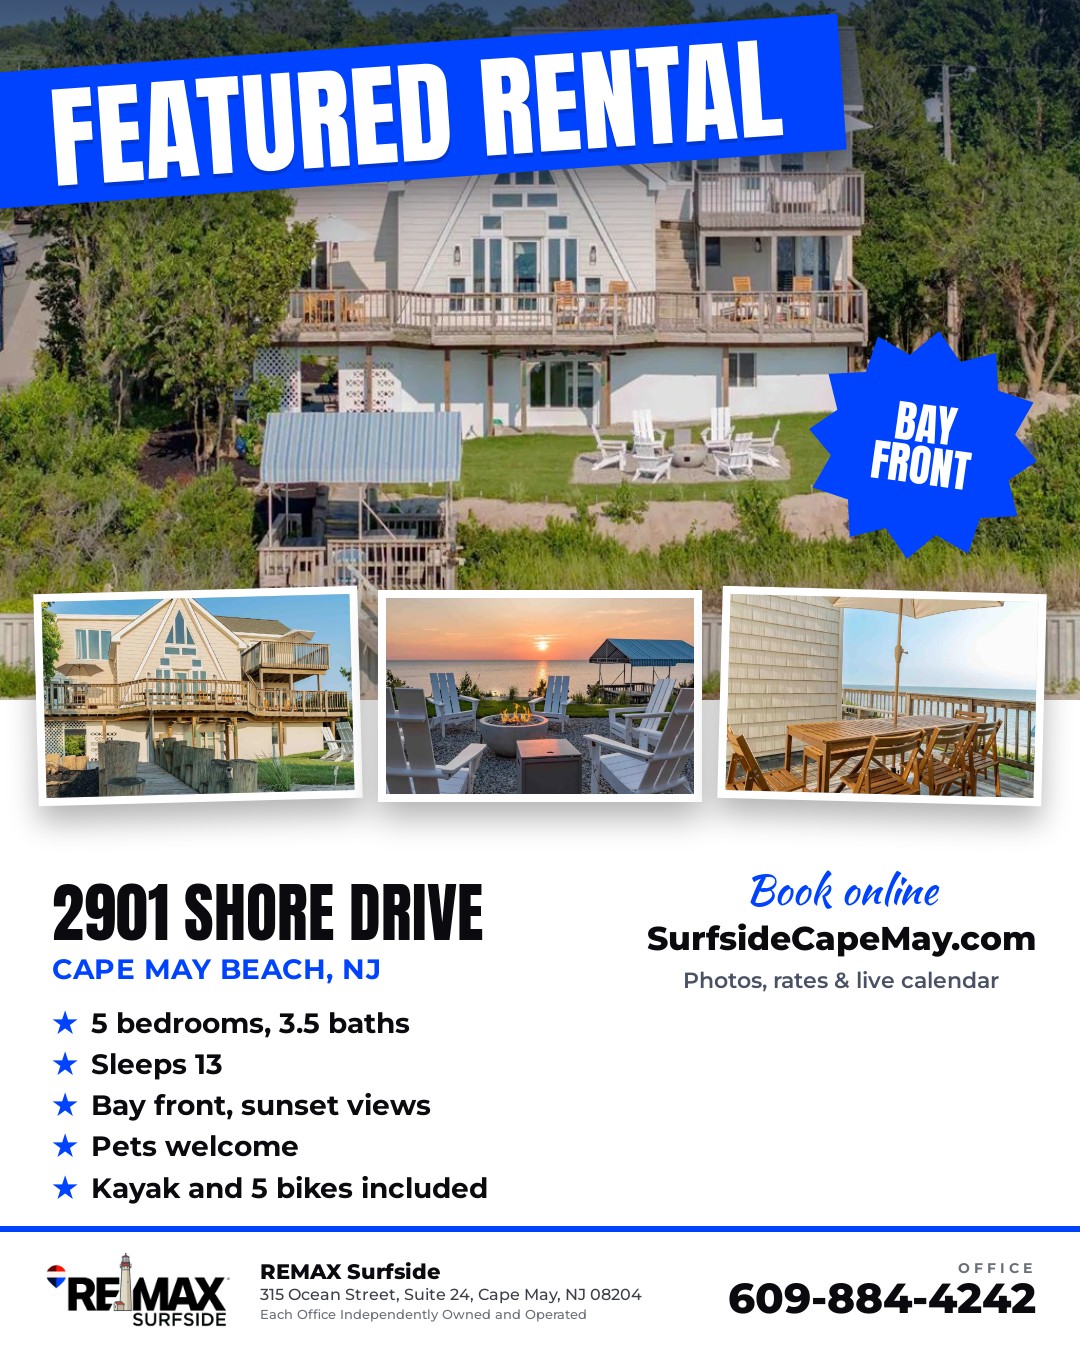 FEATURED RENTAL
BAY
FRONT
2901 SHORE DRIVE
CAPE MAY BEACH, NJ
★ 5 bedrooms, 3.5 baths
★ Sleeps 13
★ Bay front, sunset views
★ Pets welcome
★ Kayak and 5 bikes included
Book online
SurfsideCapeMay.com
Photos, rates & live calendar
RE/MAX
SURFSIDE
REMAX Surfside
315 Ocean Street, Suite 24, Cape May, NJ 08204
Each Office Independently Owned and Operated
OFFICE
609-884-4242